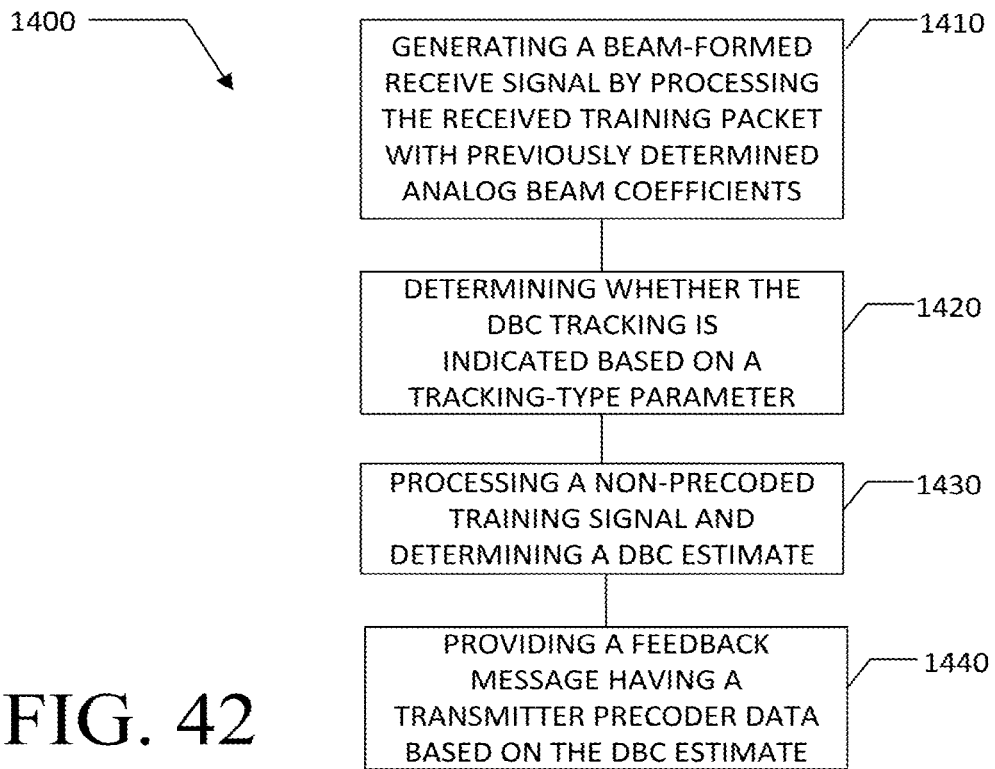 1400
1410
GENERATING A BEAM-FORMED
RECEIVE SIGNAL BY PROCESSING
THE RECEIVED TRAINING PACKET
WITH PREVIOUSLY DETERMINED
ANALOG BEAM COEFFICIENTS
1420
DETERMINING WHETHER THE
DBC TRACKING IS
INDICATED BASED ON A
TRACKING-TYPE PARAMETER
1430
PROCESSING A NON-PRECODED
TRAINING SIGNAL AND
DETERMINING A DBC ESTIMATE
1440
PROVIDING A FEEDBACK
MESSAGE HAVING A
TRANSMITTER PRECODER DATA
BASED ON THE DBC ESTIMATE
FIG. 42